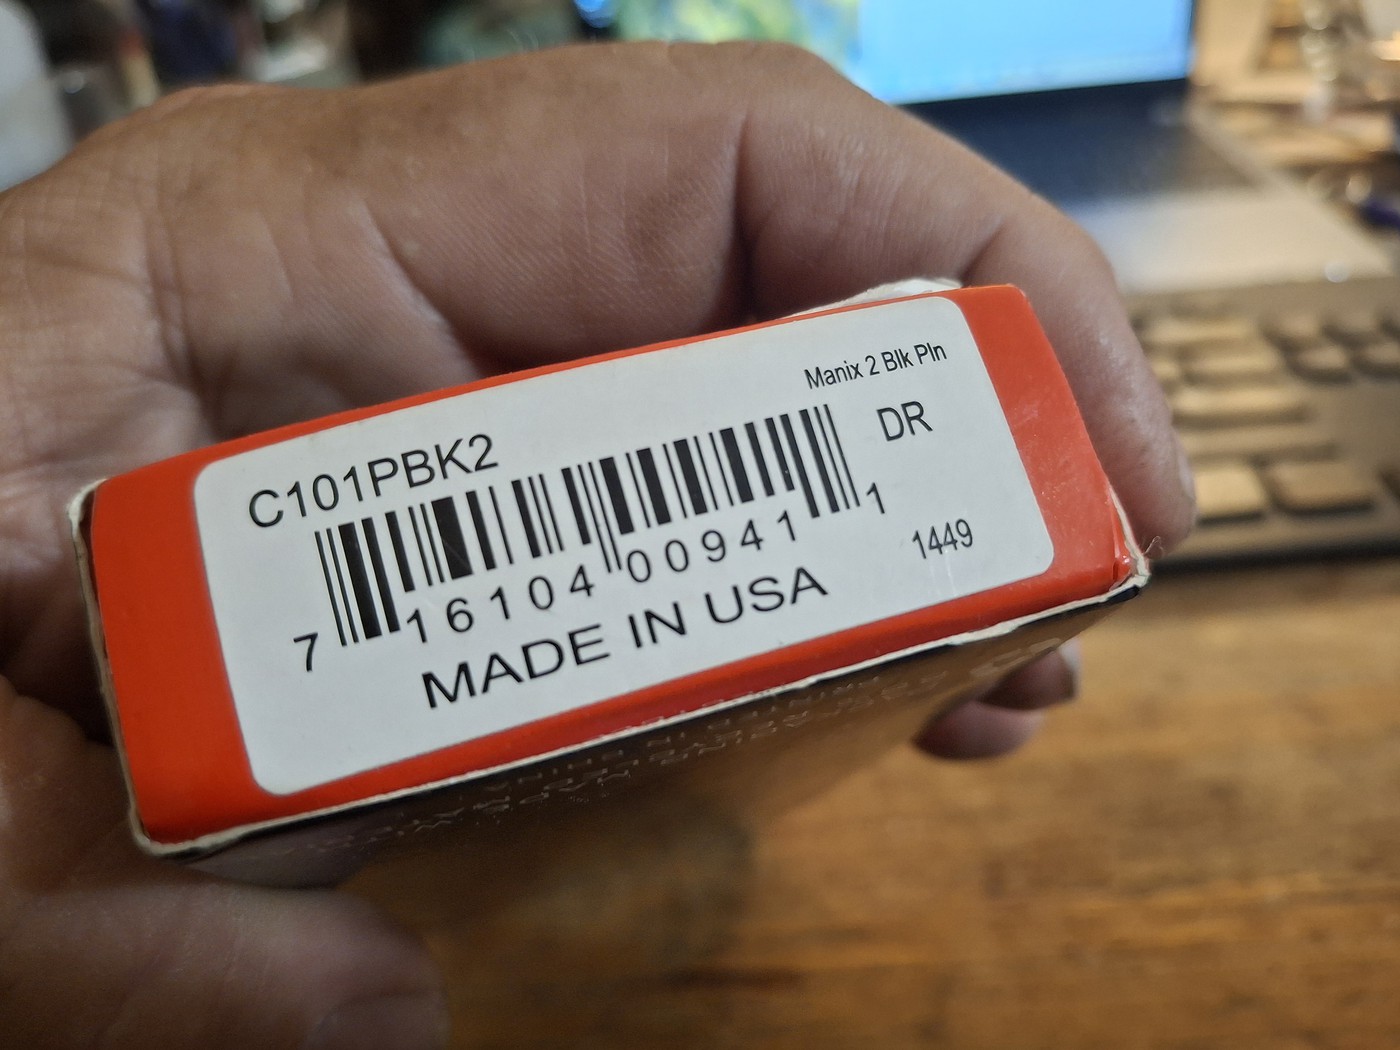 Manix 2 Blk Pln
C101PBK2
DR
7 16104 00941 1
1449
MADE IN USA